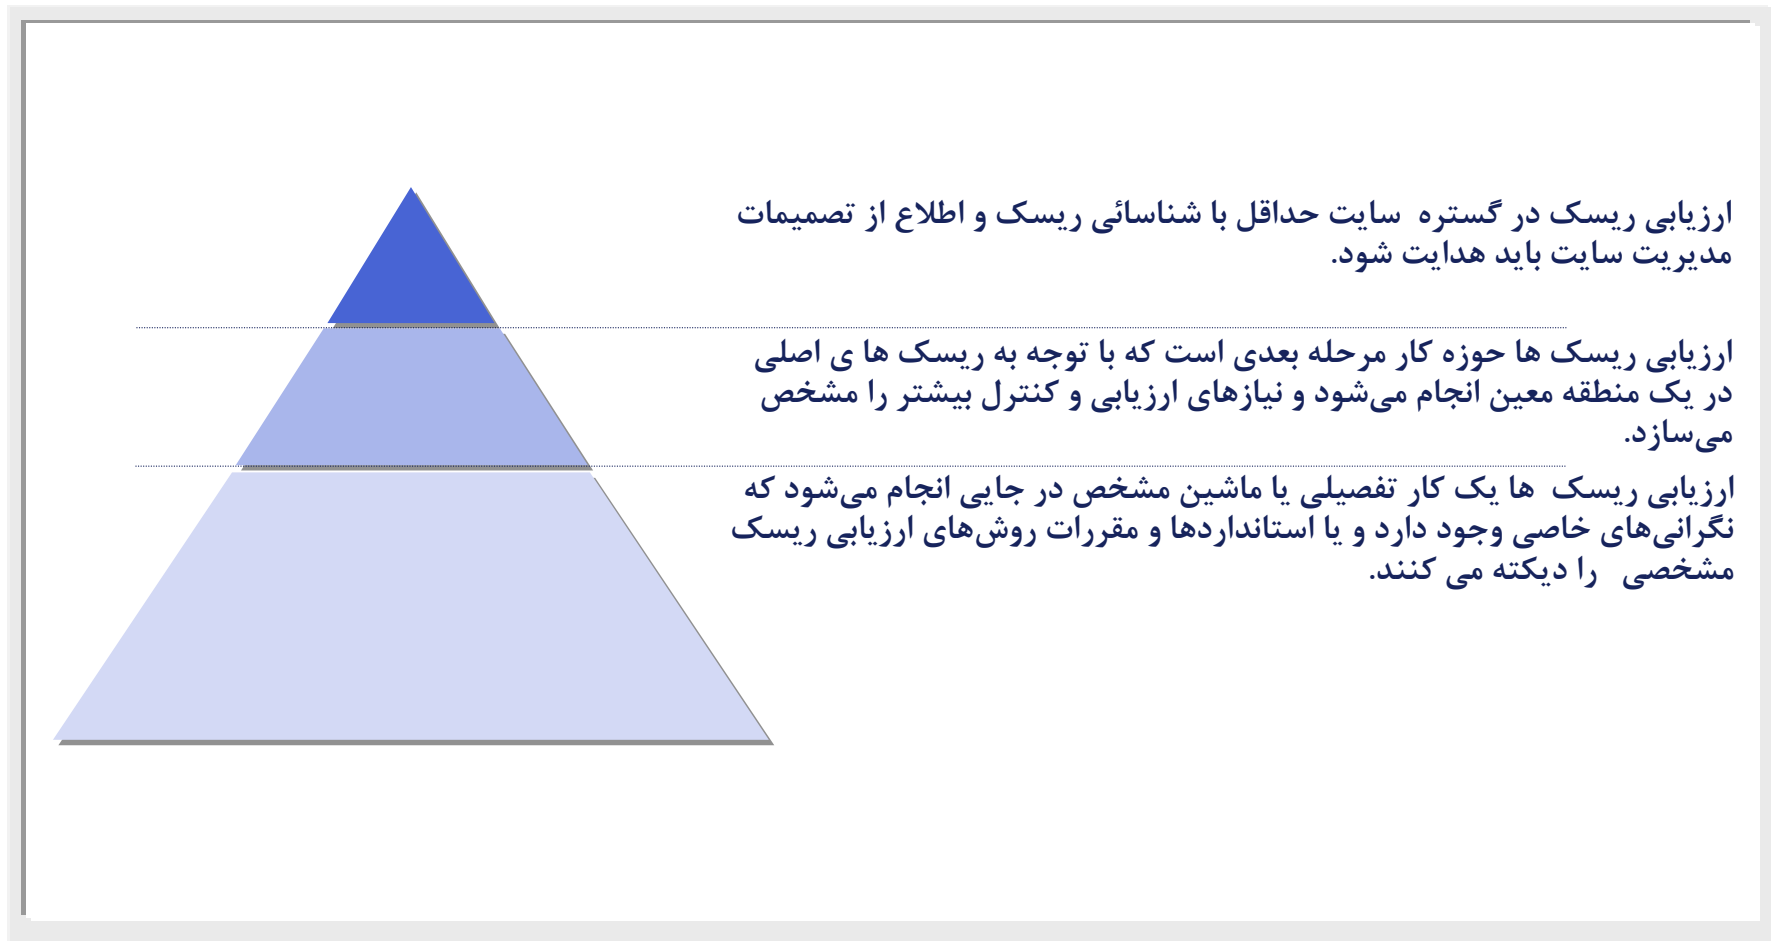 ارزیابی ریسک در گستره  سایت حداقل با شناسائی ریسک و اطلاع از تصمیمات
مدیریت سایت باید هدایت شود.
ارزیابی ریسک ها حوزه کار مرحله بعدی است که با توجه به ریسک ها ی اصلی
در یک منطقه معین انجام می‌شود و نیازهای ارزیابی و کنترل بیشتر را مشخص
می‌سازد.
ارزیابی ریسک  ها یک کار تفصیلی یا ماشین مشخص در جایی انجام می‌شود که
نگرانی‌های خاصی وجود دارد و یا استانداردها و مقررات روش‌های ارزیابی ریسک
مشخصی   را دیکته می کنند.